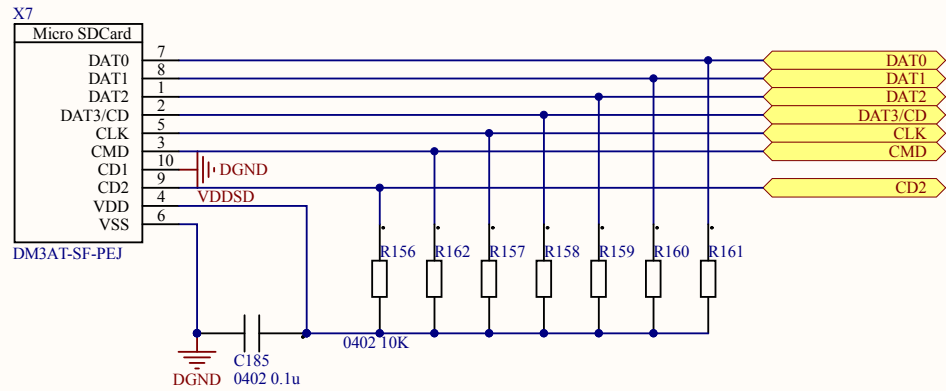 X7
Micro SDCard
DAT0 7 DAT0
DAT1 8 DAT1
DAT2 1 DAT2
DAT3/CD 2 DAT3/CD
CLK 5 CLK
CMD 3 CMD
CD1 10 DGND
CD2 9 CD2
VDD 4 VDDSD
VSS 6
DM3AT-SF-PEJ
R156 R162 R157 R158 R159 R160 R161
0402 10K
C185
DGND 0402 0.1u